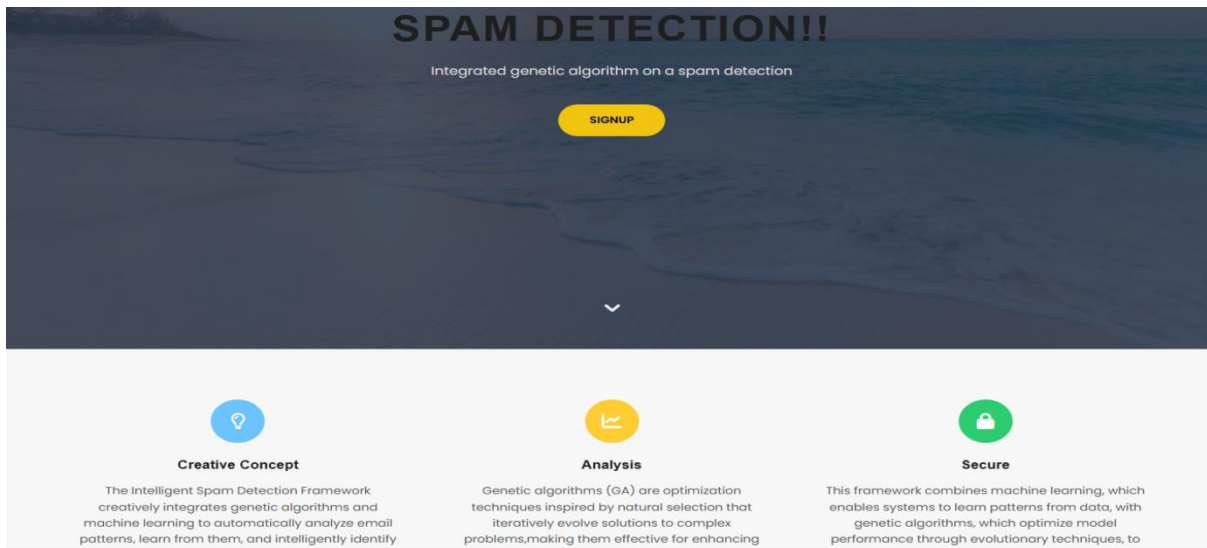 SPAM DETECTION!!
Integrated genetic algorithm on a spam detection
SIGNUP
Creative Concept
The Intelligent Spam Detection Framework
creatively integrates genetic algorithms and
machine learning to automatically analyze email
patterns, learn from them, and intelligently identify
Analysis
Genetic algorithms (GA) are optimization
techniques inspired by natural selection that
iteratively evolve solutions to complex
problems,making them effective for enhancing
Secure
This framework combines machine learning, which
enables systems to learn patterns from data, with
genetic algorithms, which optimize model
performance through evolutionary techniques, to